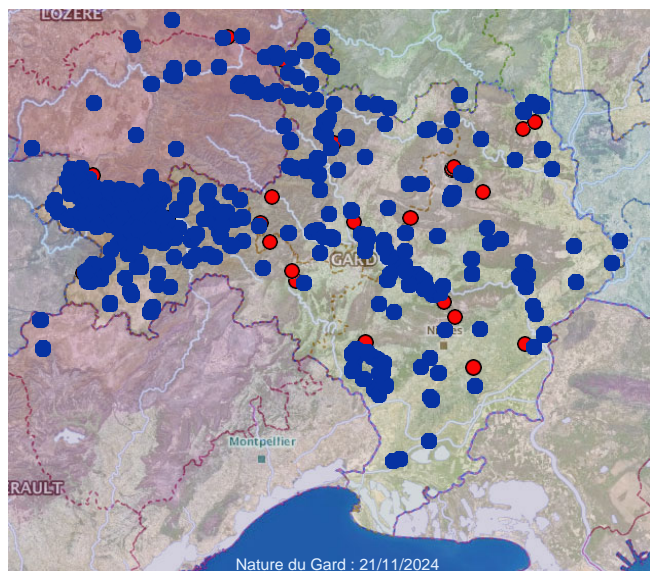 LOZERE
GARD
Nîmes
Montpellier
ERAULT
Nature du Gard : 21/11/2024